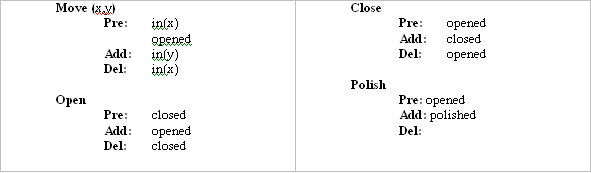 Move (x,y)
Pre: in(x)
opened
Add: in(y)
Del: in(x)
Open
Pre: closed
Add: opened
Del: closed
Close
Pre: opened
Add: closed
Del: opened
Polish
Pre: opened
Add: polished
Del: